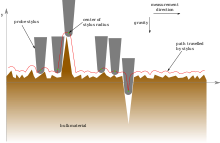 measurement
direction
probe stylus
center of
stylus radius
gravity
path travelled
by stylus
bulk material